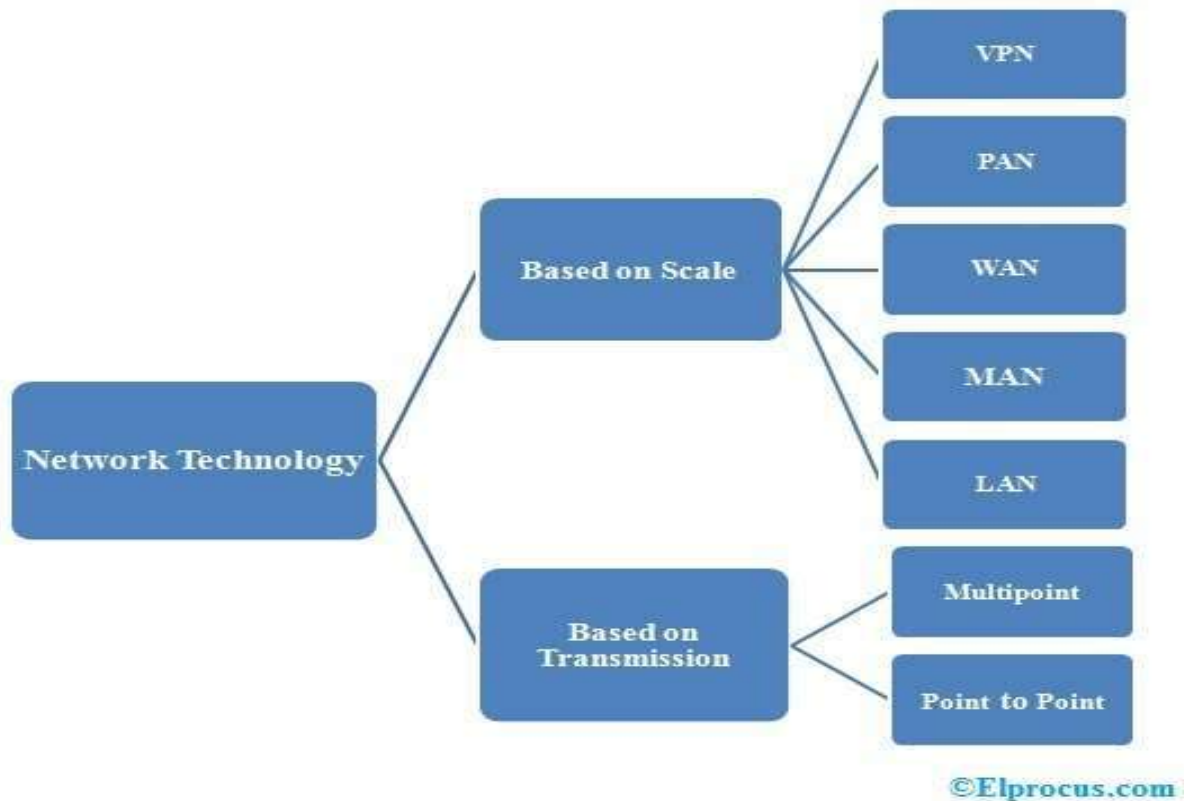 Network Technology
Based on Scale
VPN
PAN
WAN
MAN
LAN
Based on
Transmission
Multipoint
Point to Point
©Elprocus.com